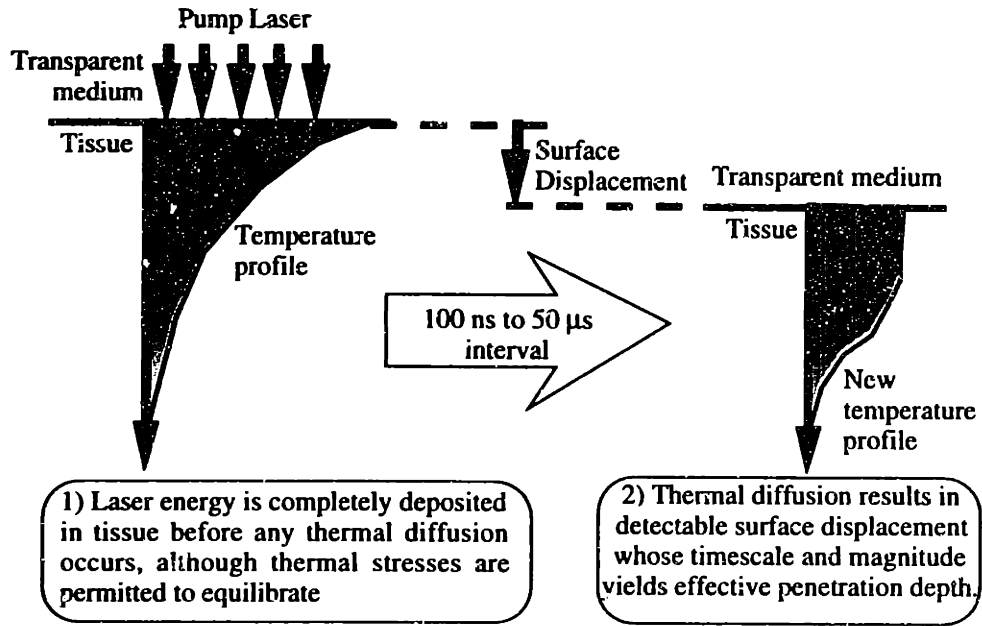 Pump Laser
Transparent
medium
Tissue
Surface
Displacement
Transparent medium
Tissue
Temperature
profile
100 ns to 50 μs
interval
New
temperature
profile
1) Laser energy is completely deposited
in tissue before any thermal diffusion
occurs, although thermal stresses are
permitted to equilibrate
2) Thermal diffusion results in
detectable surface displacement
whose timescale and magnitude
yields effective penetration depth.